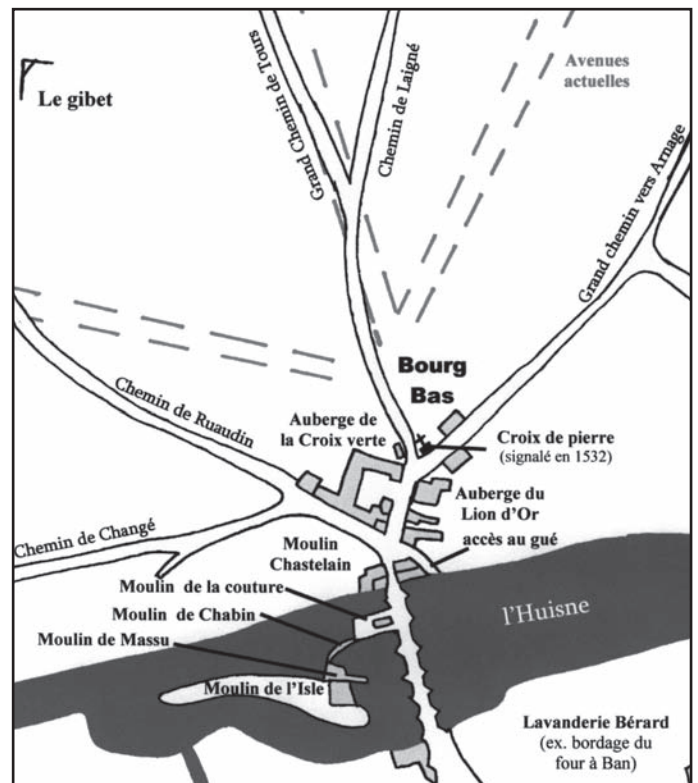 Le gibet
Grand Chemin de Tours
Chemin de Laigné
Avenues
actuelles
Grand chemin vers Arnage
Bourg
Bas
Chemin de Ruaudin
Auberge de
la Croix verte
Croix de pierre
(signalé en 1532)
Auberge du
Lion d'Or
accès au gué
Chemin de Changé
Moulin
Chastelain
Moulin de la couture
Moulin de Chabin
Moulin de Massu
Moulin de l'Isle
l'Huisne
Lavanderie Bérard
(ex. bordage du
four à Ban)